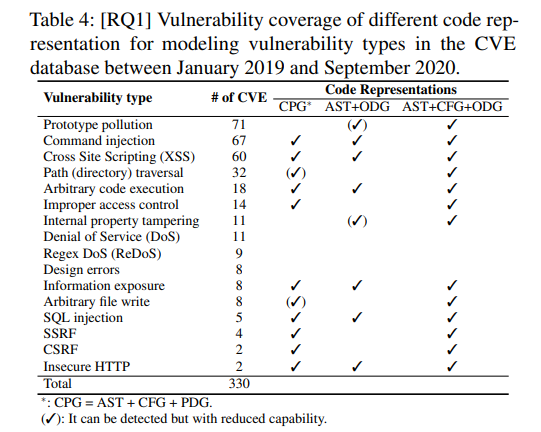 Table 4: [RQ1] Vulnerability coverage of different code rep-
resentation for modeling vulnerability types in the CVE
database between January 2019 and September 2020.
Vulnerability type # of CVE Code Representations
CPG* AST+ODG AST+CFG+ODG
Prototype pollution 71 (✓) ✓
Command injection 67 ✓ ✓ ✓
Cross Site Scripting (XSS) 60 ✓ ✓ ✓
Path (directory) traversal 32 (✓) ✓
Arbitrary code execution 18 ✓ ✓ ✓
Improper access control 14 ✓ ✓
Internal property tampering 11 (✓) ✓
Denial of Service (DoS) 11
Regex DoS (ReDoS) 9
Design errors 8
Information exposure 8 ✓ ✓ ✓
Arbitrary file write 8 (✓) ✓
SQL injection 5 ✓ ✓ ✓
SSRF 4 ✓ ✓
CSRF 2 ✓ ✓
Insecure HTTP 2 ✓ ✓ ✓
Total 330
*: CPG = AST + CFG + PDG.
(✓): It can be detected but with reduced capability.